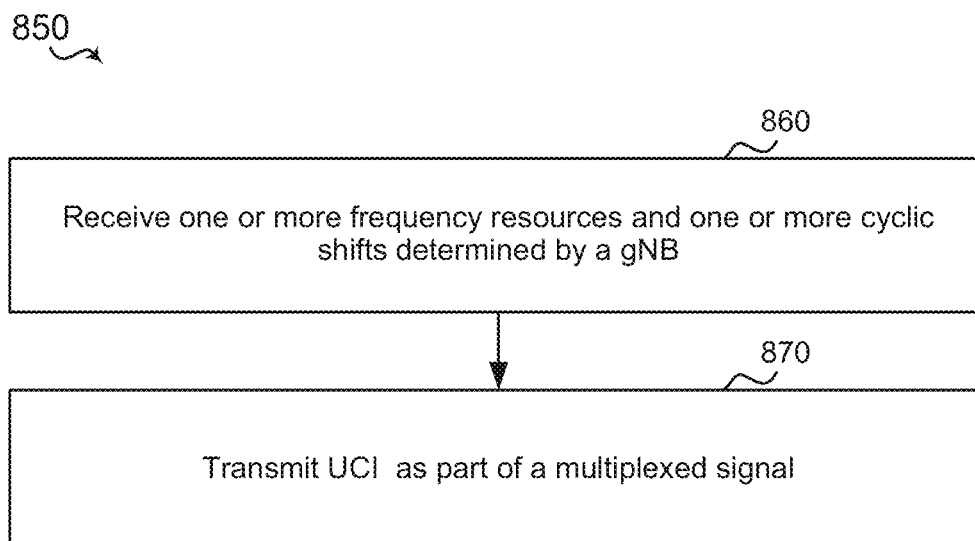 850
860
Receive one or more frequency resources and one or more cyclic
shifts determined by a gNB
870
Transmit UCI as part of a multiplexed signal